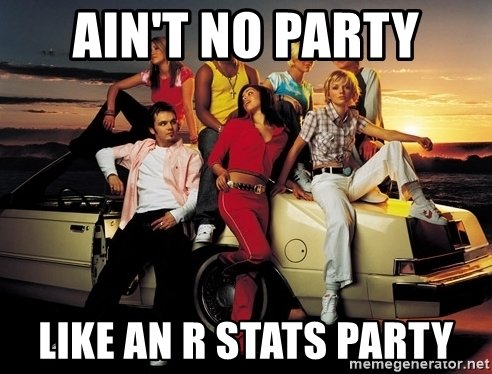 AIN'T NO PARTY
LIKE AN R STATS PARTY
memegenerator.net